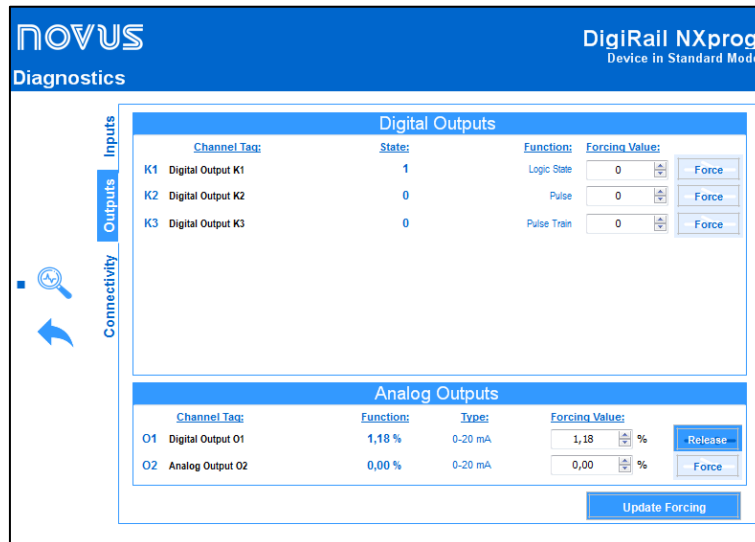 novus
DigiRail NXprog
Device in Standard Mode
Diagnostics
Inputs
Outputs
Connectivity
Digital Outputs
Channel Tag: State: Function: Forcing Value:
K1 Digital Output K1 1 Logic State 0 Force
K2 Digital Output K2 0 Pulse 0 Force
K3 Digital Output K3 0 Pulse Train 0 Force
Analog Outputs
Channel Tag: Function: Type: Forcing Value:
O1 Digital Output O1 1,18 % 0-20 mA 1,18 % Release
O2 Analog Output O2 0,00 % 0-20 mA 0,00 % Force
Update Forcing